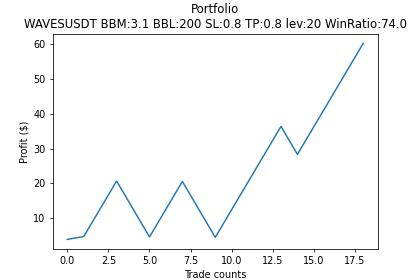 Portfolio
WAVESUSDT BBM:3.1 BBL:200 SL:0.8 TP:0.8 lev:20 WinRatio:74.0
60
50
40
30
20
10
Profit ($)
0.0 2.5 5.0 7.5 10.0 12.5 15.0 17.5
Trade counts